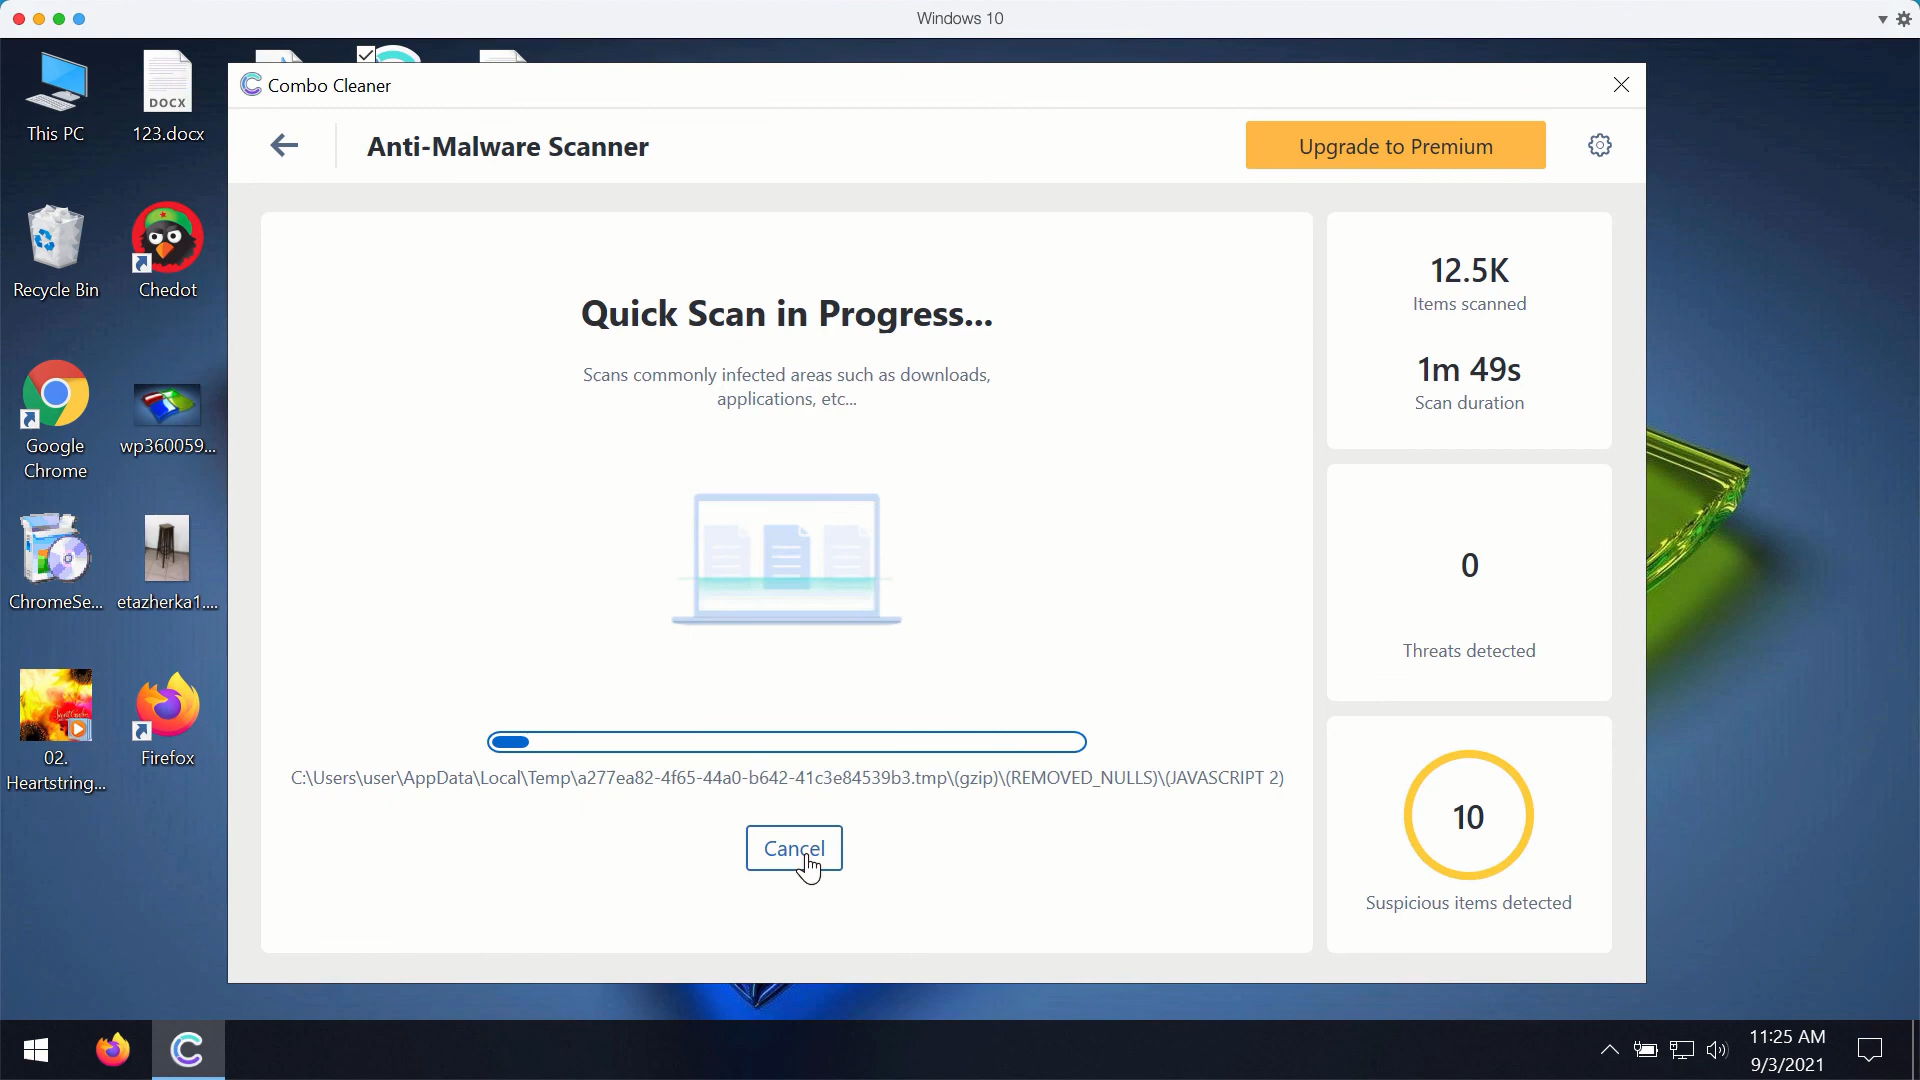 Windows 10
This PC
DOCX
123.docx
Recycle Bin
Chedot
Google
Chrome
wp360059...
ChromeSe...
etazherka1....
02.
Heartstring...
Firefox
Combo Cleaner
Anti-Malware Scanner
Upgrade to Premium
Quick Scan in Progress...
Scans commonly infected areas such as downloads,
applications, etc...
C:\Users\user\AppData\Local\Temp\a277ea82-4f65-44a0-b642-41c3e84539b3.tmp\(gzip)\(REMOVED_NULLS)\(JAVASCRIPT 2)
Cancel
12.5K
Items scanned
1m 49s
Scan duration
0
Threats detected
10
Suspicious items detected
11:25 AM
9/3/2021